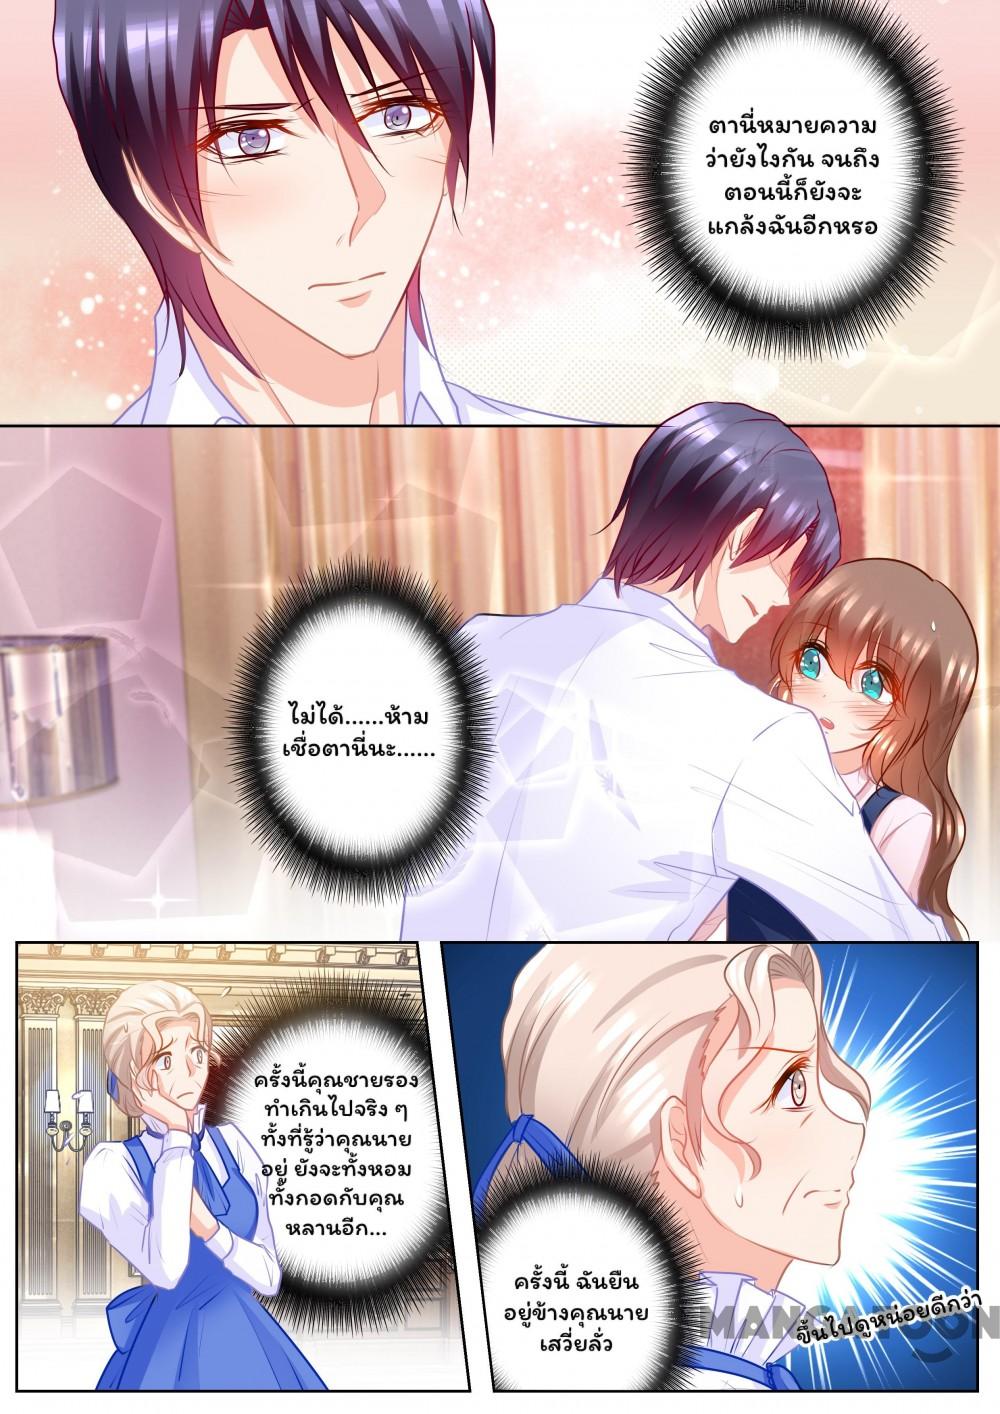 ตานี่หมายความ
ว่ายังไงกัน จนถึง
ตอนนี้ก็ยังจะ
แกล้งฉันอีกหรอ
ไม่ได้......ห้าม
เชื่อตานี่นะ......
ครั้งนี้คุณชายรอง
ทำเกินไปจริง ๆ
ทั้งที่รู้ว่าคุณนาย
อยู่ ยังจะทั้งหอม
ทั้งกอดกับคุณ
หลานอีก...
ครั้งนี้ ฉันยืน
อยู่ข้างคุณนาย
เสวี่ยลั่ว
ขึ้นไปดูหน่อยดีกว่า
MANGATOON